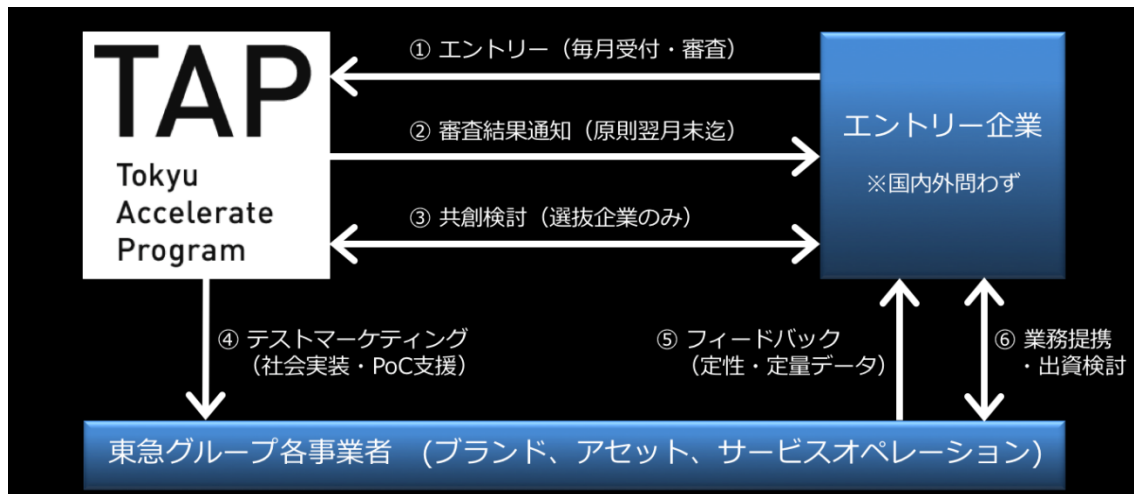 TAP
Tokyu
Accelerate
Program
① エントリー（毎月受付・審査）
② 審査結果通知（原則翌月末迄）
③ 共創検討（選抜企業のみ）
エントリー企業
※国内外問わず
④ テストマーケティング
（社会実装・PoC支援）
⑤ フィードバック
（定性・定量データ）
⑥ 業務提携
・出資検討
東急グループ各事業者 (ブランド、アセット、サービスオペレーション)